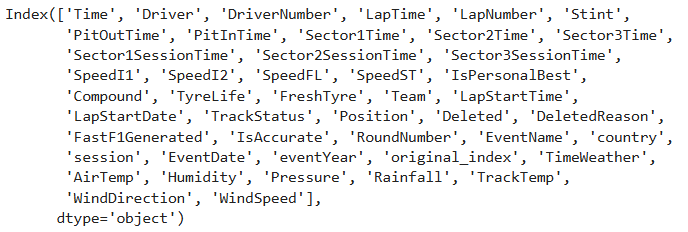 Index(['Time', 'Driver', 'DriverNumber', 'LapTime', 'LapNumber', 'Stint',
'PitOutTime', 'PitInTime', 'Sector1Time', 'Sector2Time', 'Sector3Time',
'Sector1SessionTime', 'Sector2SessionTime', 'Sector3SessionTime',
'SpeedI1', 'SpeedI2', 'SpeedFL', 'SpeedST', 'IsPersonalBest',
'Compound', 'TyreLife', 'FreshTyre', 'Team', 'LapStartTime',
'LapStartDate', 'TrackStatus', 'Position', 'Deleted', 'DeletedReason',
'FastF1Generated', 'IsAccurate', 'RoundNumber', 'EventName', 'country',
'session', 'EventDate', 'eventYear', 'original_index', 'TimeWeather',
'AirTemp', 'Humidity', 'Pressure', 'Rainfall', 'TrackTemp',
'WindDirection', 'WindSpeed'],
dtype='object')